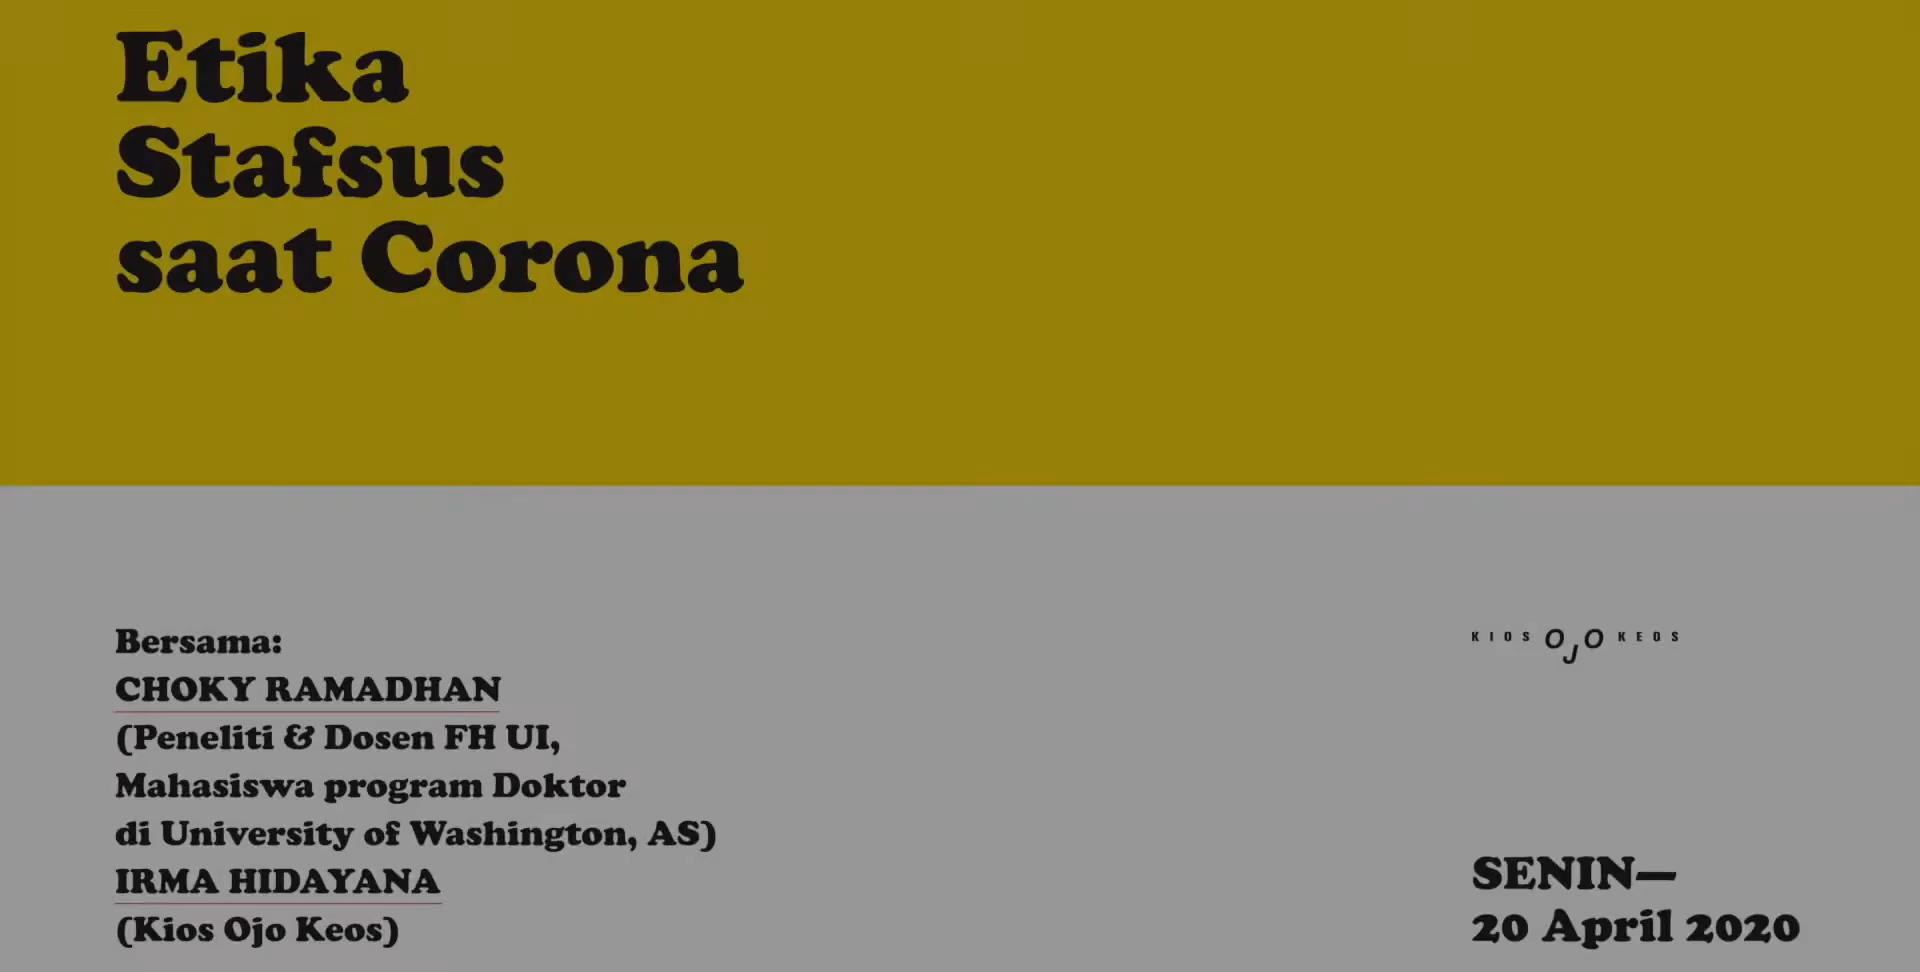 Etika
Stafsus
saat Corona
Bersama:
CHOKY RAMADHAN
(Peneliti & Dosen FH UI,
Mahasiswa program Doktor
di University of Washington, AS)
IRMA HIDAYANA
(Kios Ojo Keos)
KIOS OJO KEOS
SENIN—
20 April 2020